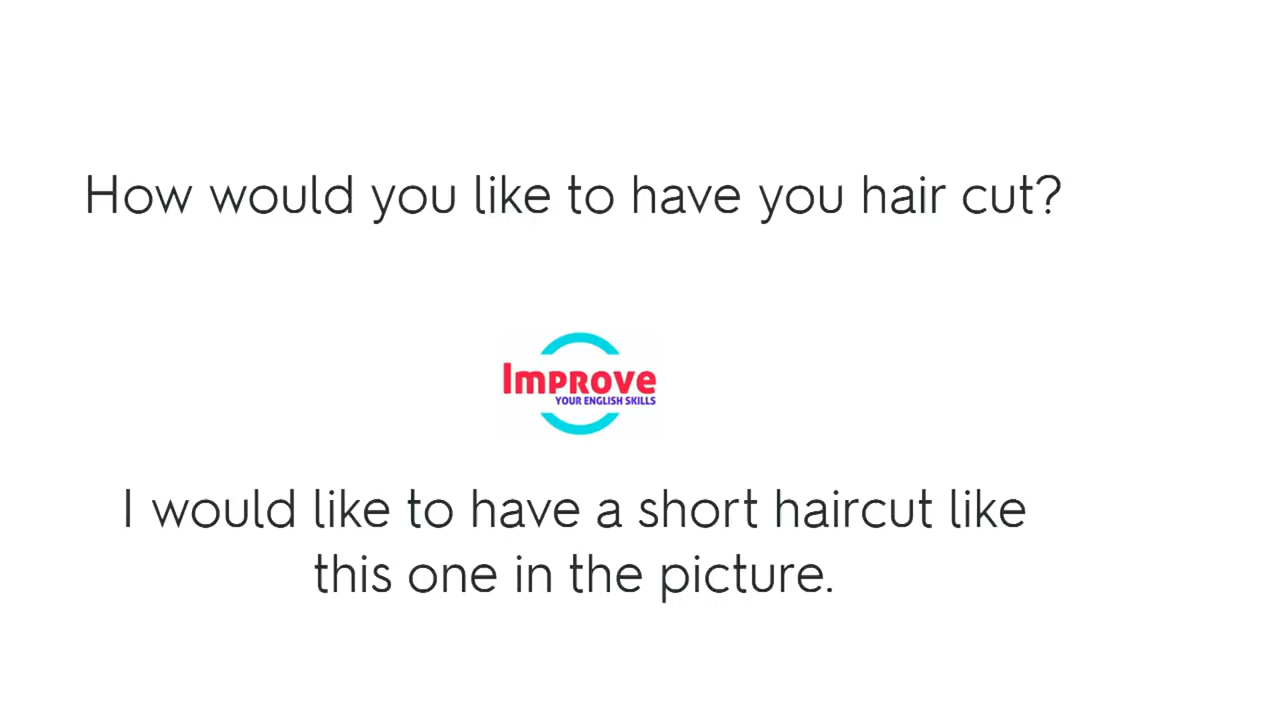 How would you like to have you hair cut?
Improve
YOUR ENGLISH SKILLS
I would like to have a short haircut like
this one in the picture.